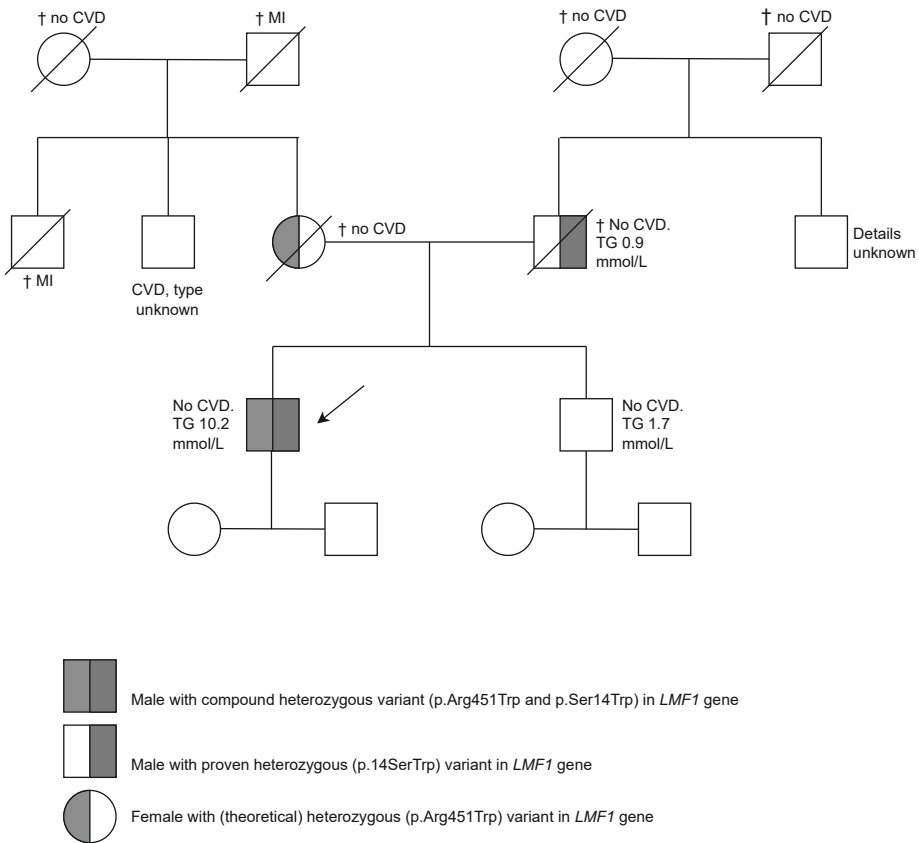 † no CVD
† MI
† no CVD
† no CVD
† MI
CVD, type
unknown
† no CVD
† No CVD.
TG 0.9
mmol/L
Details
unknown
No CVD.
TG 10.2
mmol/L
No CVD.
TG 1.7
mmol/L
Male with compound heterozygous variant (p.Arg451Trp and p.Ser14Trp) in LMF1 gene
Male with proven heterozygous (p.14SerTrp) variant in LMF1 gene
Female with (theoretical) heterozygous (p.Arg451Trp) variant in LMF1 gene